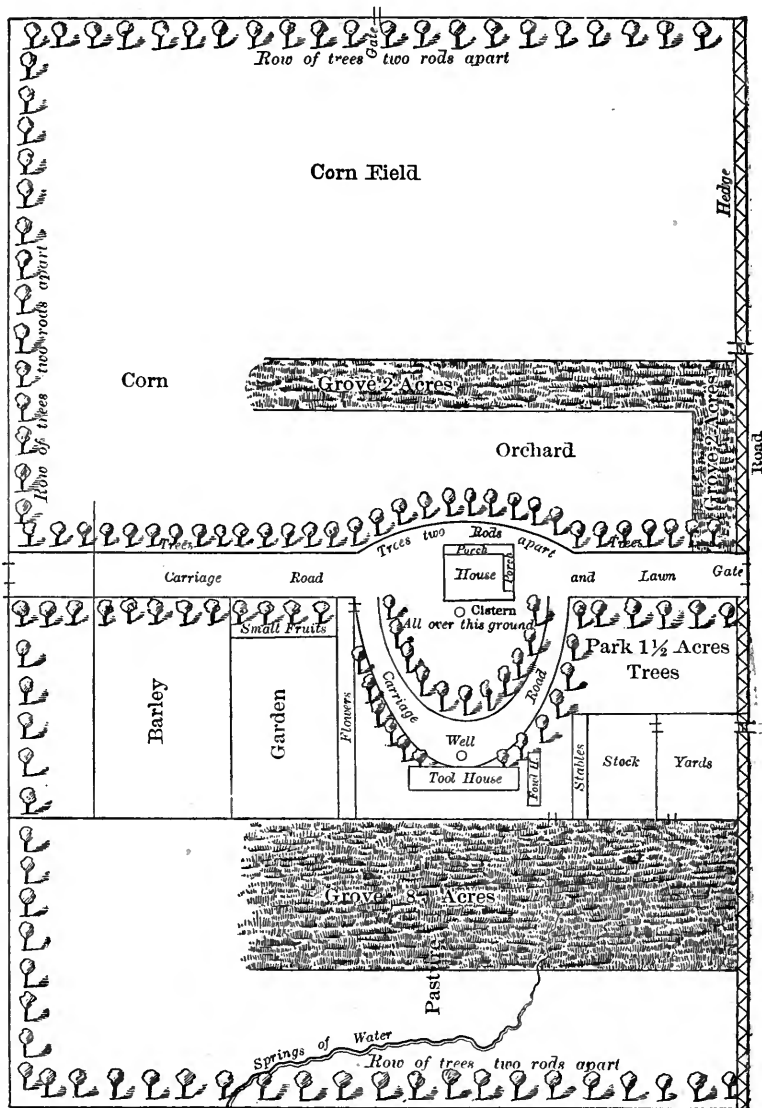 Gate
Row of trees two rods apart
Corn Field
Hedge
Row of trees two rods apart
Corn
Grove 2 Acres
Grove 2 Acres
Orchard
Road
Trees
Trees two Rods apart
Trees
Porch
House
Porch
Carriage Road
and Lawn
Gate
Cistern
All over this ground
Small Fruits
Park 1½ Acres
Trees
Barley
Garden
Flowers
Carriage
Road
Well
Tool House
Fowl H.
Stables
Stock
Yards
Grove 8 Acres
Pasture
Springs of Water
Row of trees two rods apart